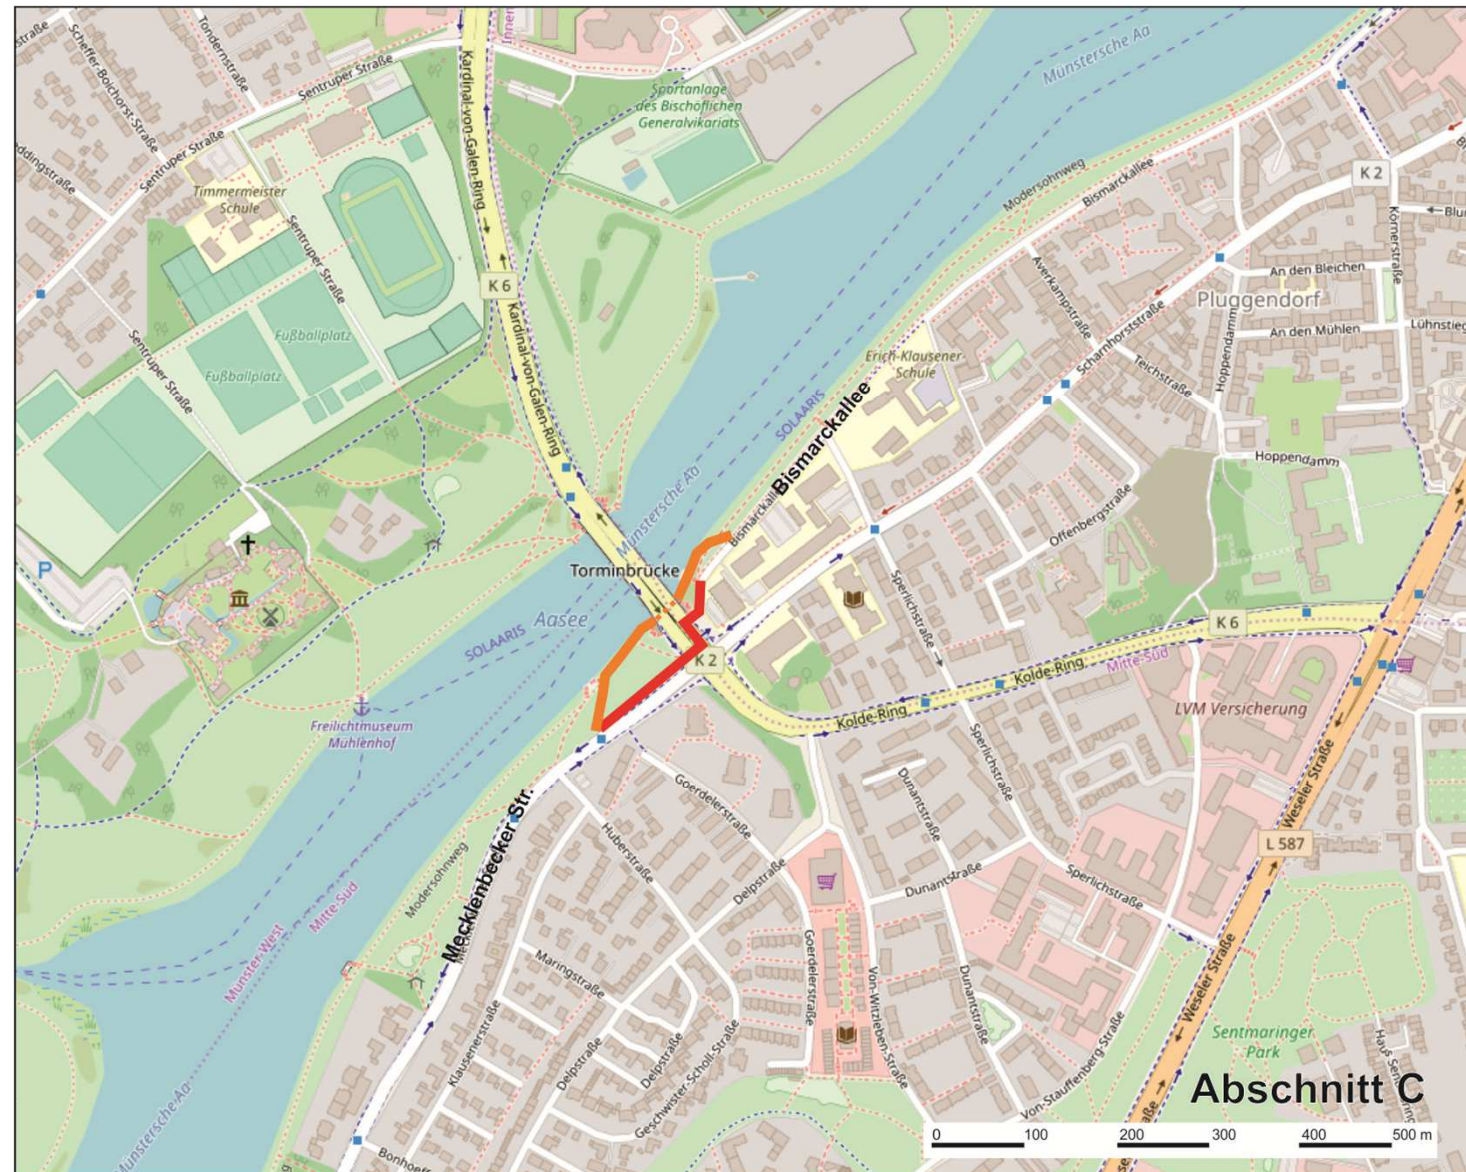 Scheffer-Boichorst-Straße
Tondernstraße
Sentruper Straße
Kardinal-von-Galen-Ring
Sportanlage
des Bischöflichen
Generalvikariats
Münstersche Aa
Sentruper Straße
Timmermeister
Schule
Modersohnweg
Bismarckallee
K 2
Körnerstraße
Sentruper Straße
K 6
Kardinal-von-Galen-Ring
An den Bleichen
Pluggendorf
Averkampstraße
Scharnhorststraße
Hoppendamm
An den Mühlen
Fußballplatz
Fußballplatz
Sentruper Straße
Erich-Klausener-
Schule
Teichstraße
SOLAARIS
Bismarckallee
Hoppendamm
Münstersche Aa
Offenbergstraße
P
Torminbrücke
Aasee
Sperlichstraße
SOLAARIS
K 2
K 6
Kolde-Ring
Mitte-Süd
Kolde-Ring
LVM Versicherung
Freilichtmuseum
Mühlenhof
Sperlichstraße
Goerdelerstraße
Dunantstraße
Weseler Straße
Huberstraße
L 587
Mecklenbecker Str.
Modersohnweg
Delpstraße
Dunantstraße
Sperlichstraße
Mitte-Süd
Münster-West
Maringstraße
Goerdelerstraße
Von-Witzleben-Straße
Dunantstraße
Weseler Straße
Klausenerstraße
Delpstraße
Delpstraße
Geschwister-Scholl-Straße
Von-Stauffenberg-Straße
Sentmaringer
Park
Münstersche Aa
Abschnitt C
0 100 200 300 400 500 m